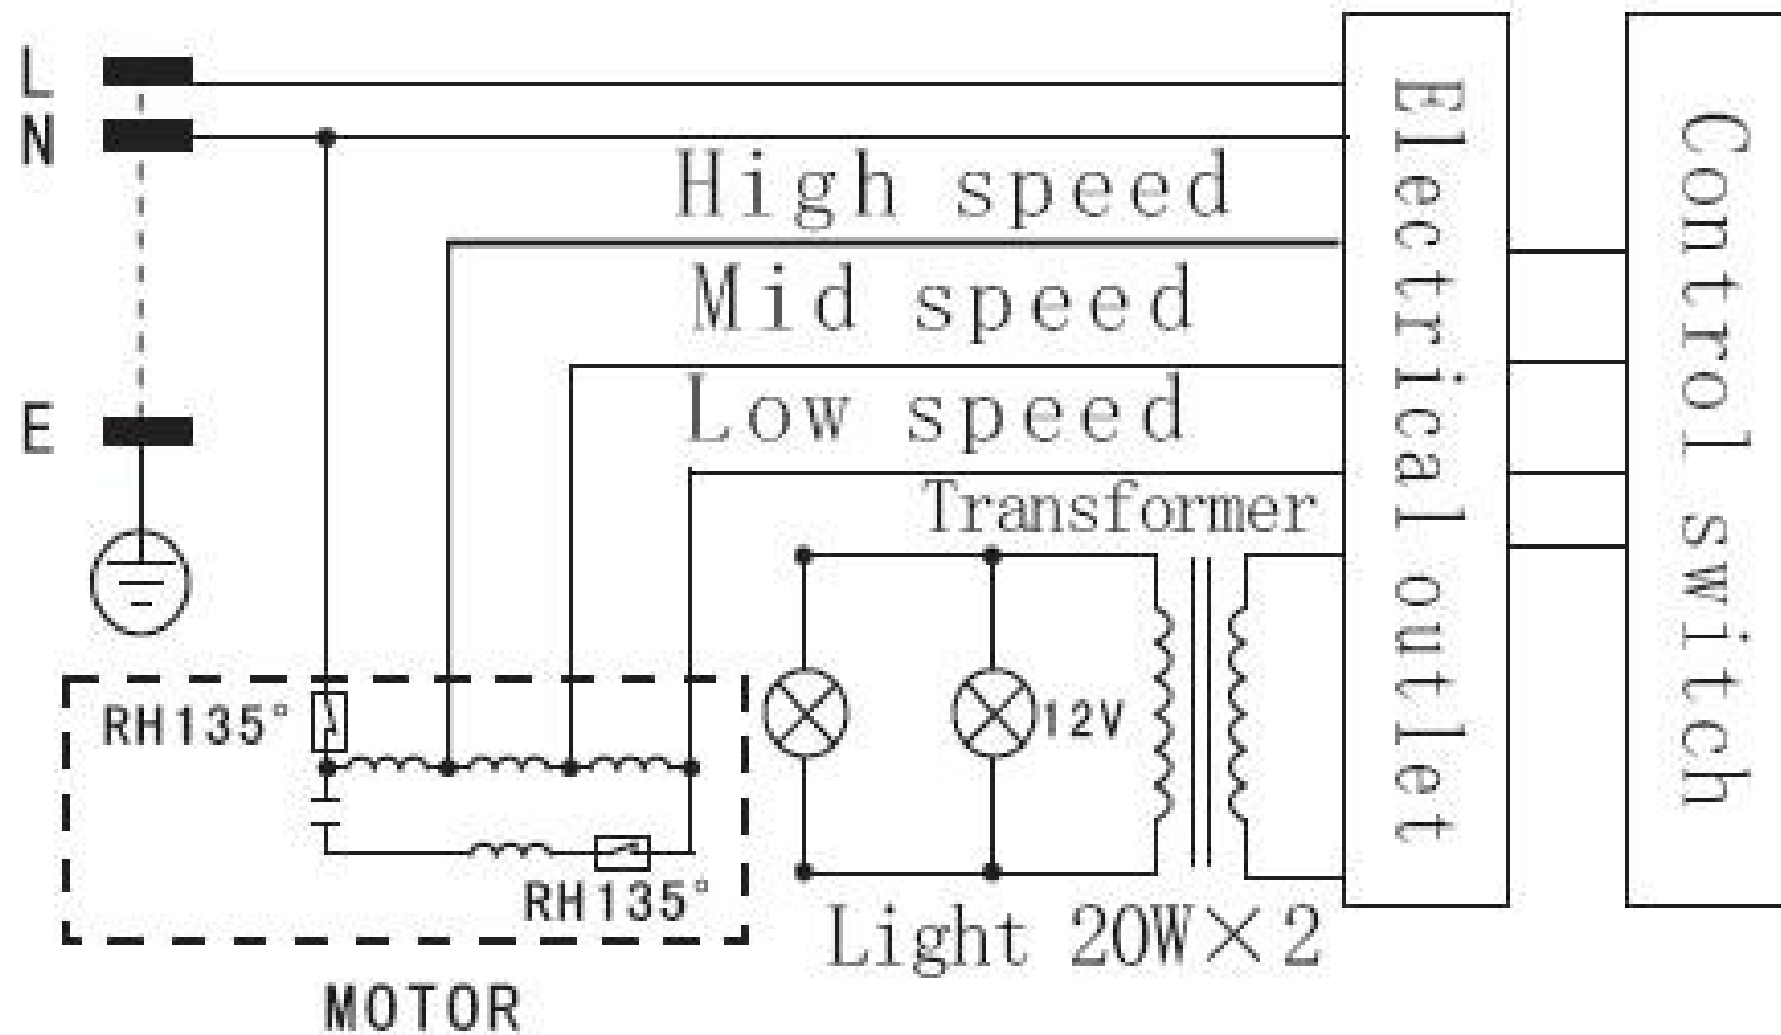 L
N
High speed
Mid speed
Low speed
E
Transformer
Electrical outlet
Control switch
RH135°
12V
RH135°
Light 20W×2
MOTOR